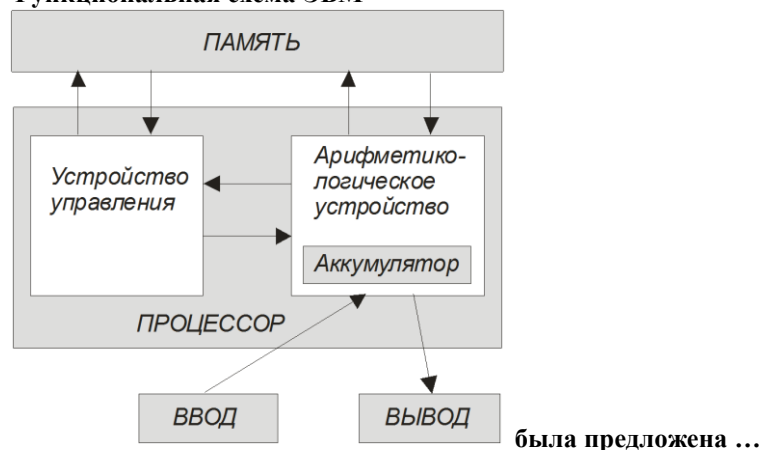 Функциональная схема ЭВМ
ПАМЯТЬ
Устройство
управления
Арифметико-
логическое
устройство
Аккумулятор
ПРОЦЕССОР
ВВОД
ВЫВОД
была предложена …